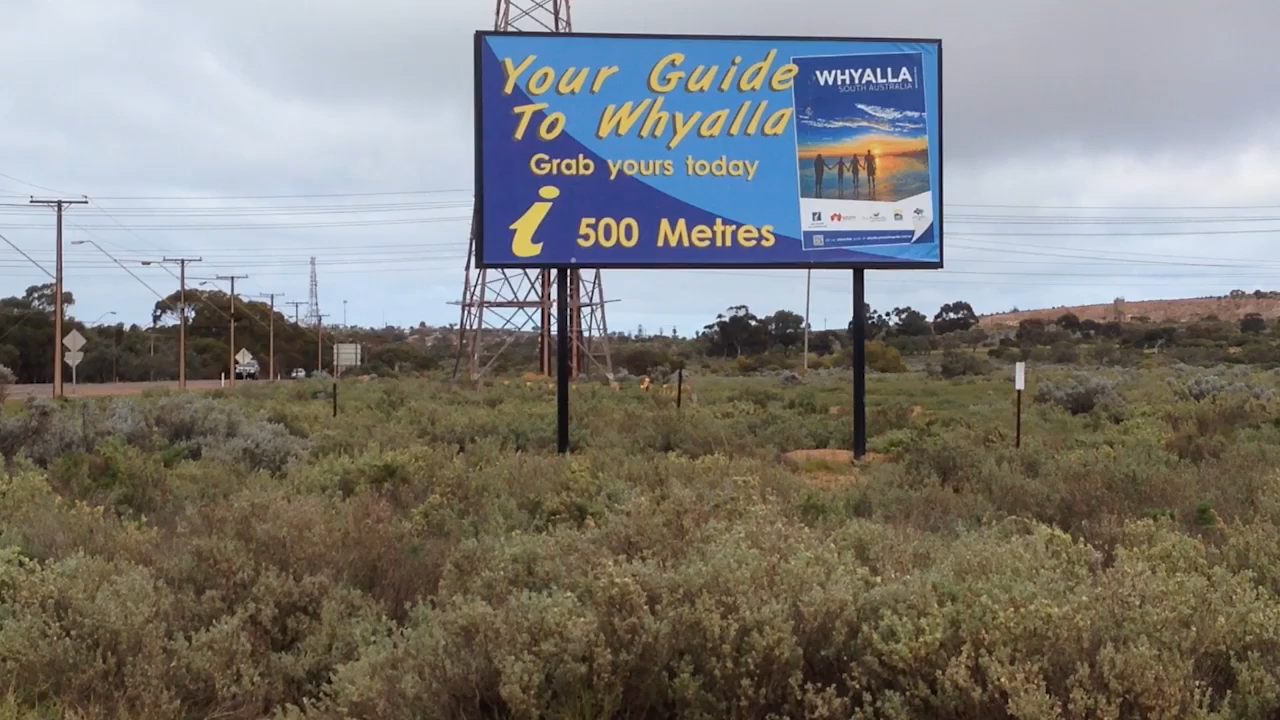 Your Guide
To Whyalla
Grab yours today
i 500 Metres
WHYALLA
SOUTH AUSTRALIA